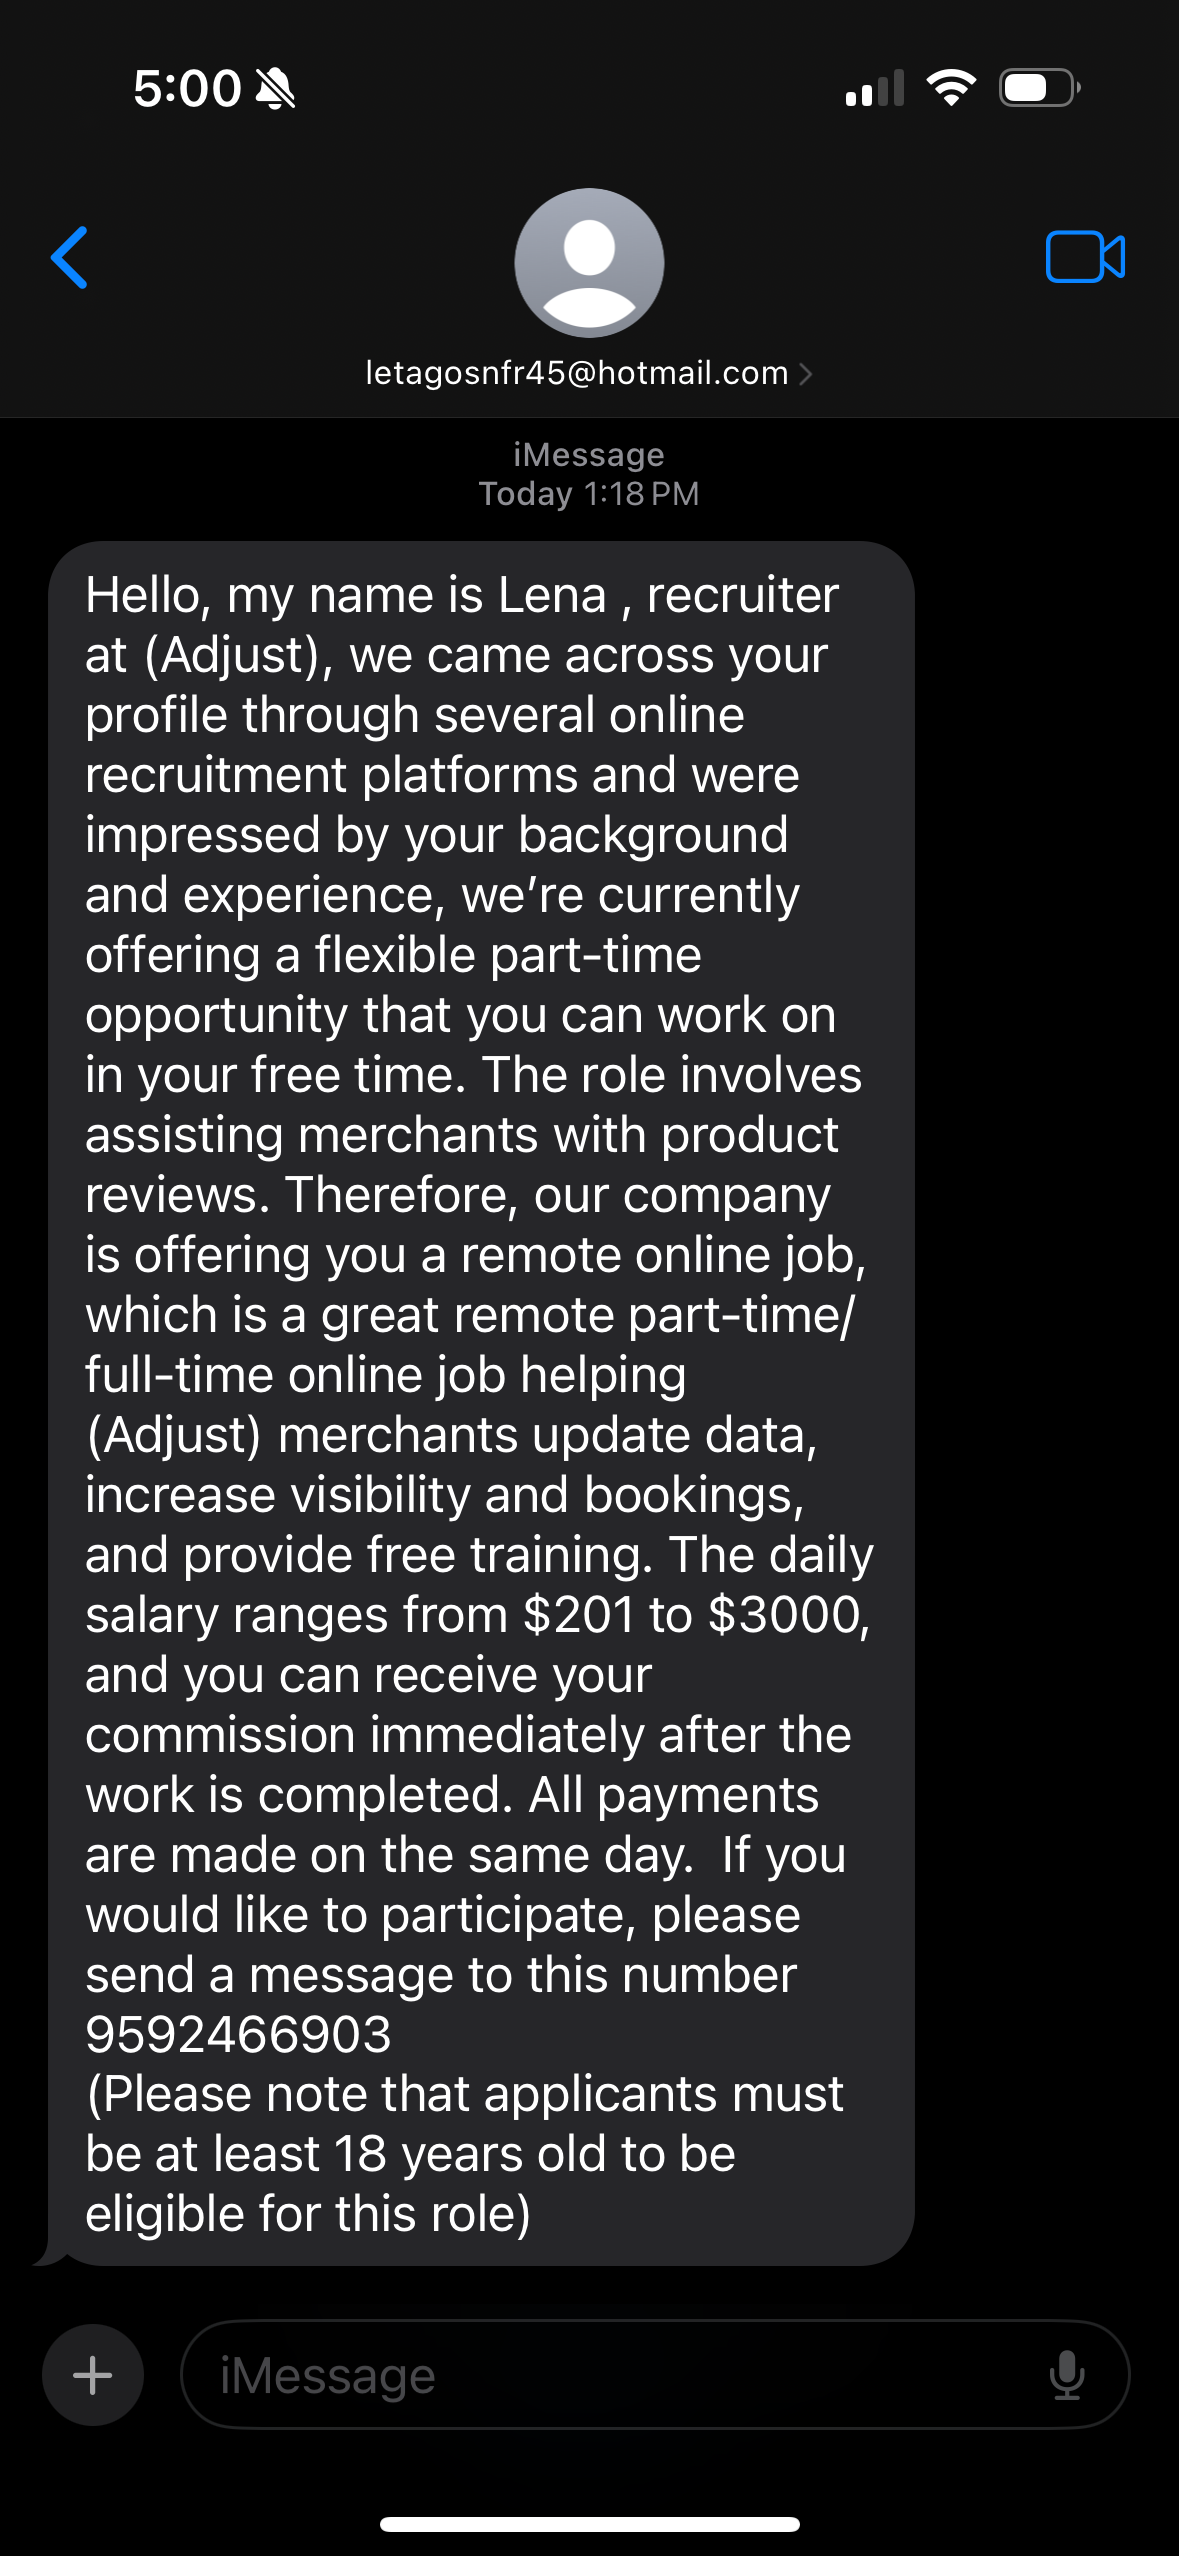 5:00
letagosnfr45@hotmail.com
iMessage
Today 1:18 PM
Hello, my name is Lena , recruiter
at (Adjust), we came across your
profile through several online
recruitment platforms and were
impressed by your background
and experience, we’re currently
offering a flexible part-time
opportunity that you can work on
in your free time. The role involves
assisting merchants with product
reviews. Therefore, our company
is offering you a remote online job,
which is a great remote part-time/
full-time online job helping
(Adjust) merchants update data,
increase visibility and bookings,
and provide free training. The daily
salary ranges from $201 to $3000,
and you can receive your
commission immediately after the
work is completed. All payments
are made on the same day.  If you
would like to participate, please
send a message to this number
9592466903
(Please note that applicants must
be at least 18 years old to be
eligible for this role)
iMessage